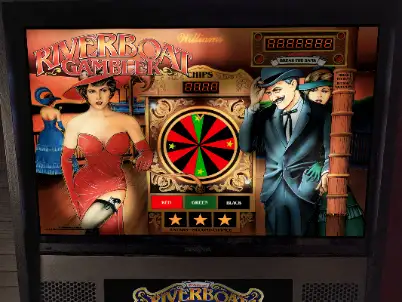 Williams
RIVERBOAT
GAMBLER
CHIPS
BREAK THE BANK
RED
GREEN
BLACK
RIVERBOAT